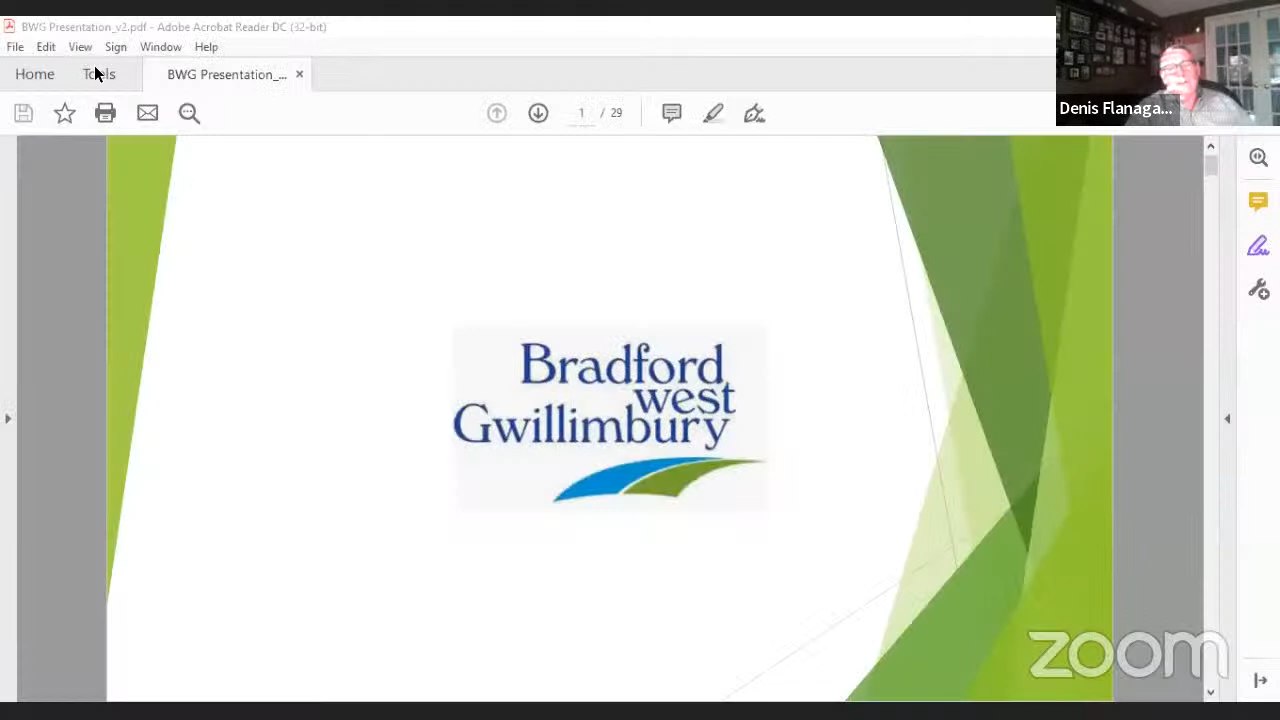 BWG Presentation_v2.pdf - Adobe Acrobat Reader DC (32-bit)
File Edit View Sign Window Help
Home Tools BWG Presentation_... ×
1 / 29
Denis Flanaga...
Bradford
west
Gwillimbury
zoom